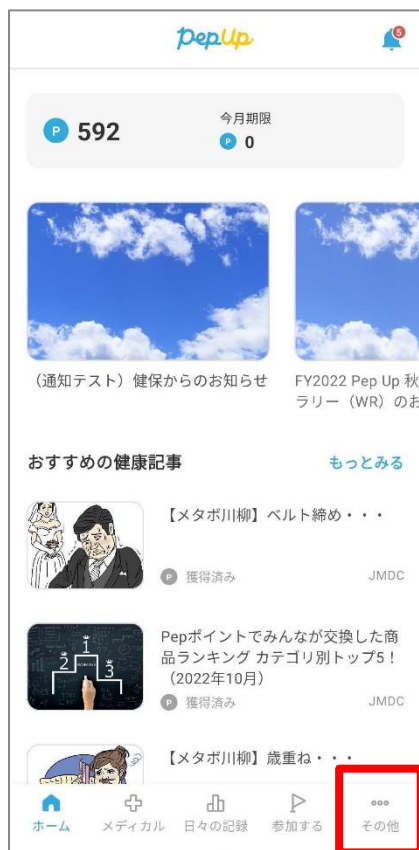 PepUp
5
P 592
今月期限
P 0
（通知テスト）健保からのお知らせ
FY2022 Pep Up 秋
ラリー（WR）のお
おすすめの健康記事
もっとみる
【メタボ川柳】ベルト締め・・・
P 獲得済み
JMDC
Pepポイントでみんなが交換した商
品ランキング カテゴリ別トップ5！
（2022年10月）
1
2
3
P 獲得済み
JMDC
【メタボ川柳】歳重ね・・・
ホーム
メディカル
日々の記録
参加する
その他